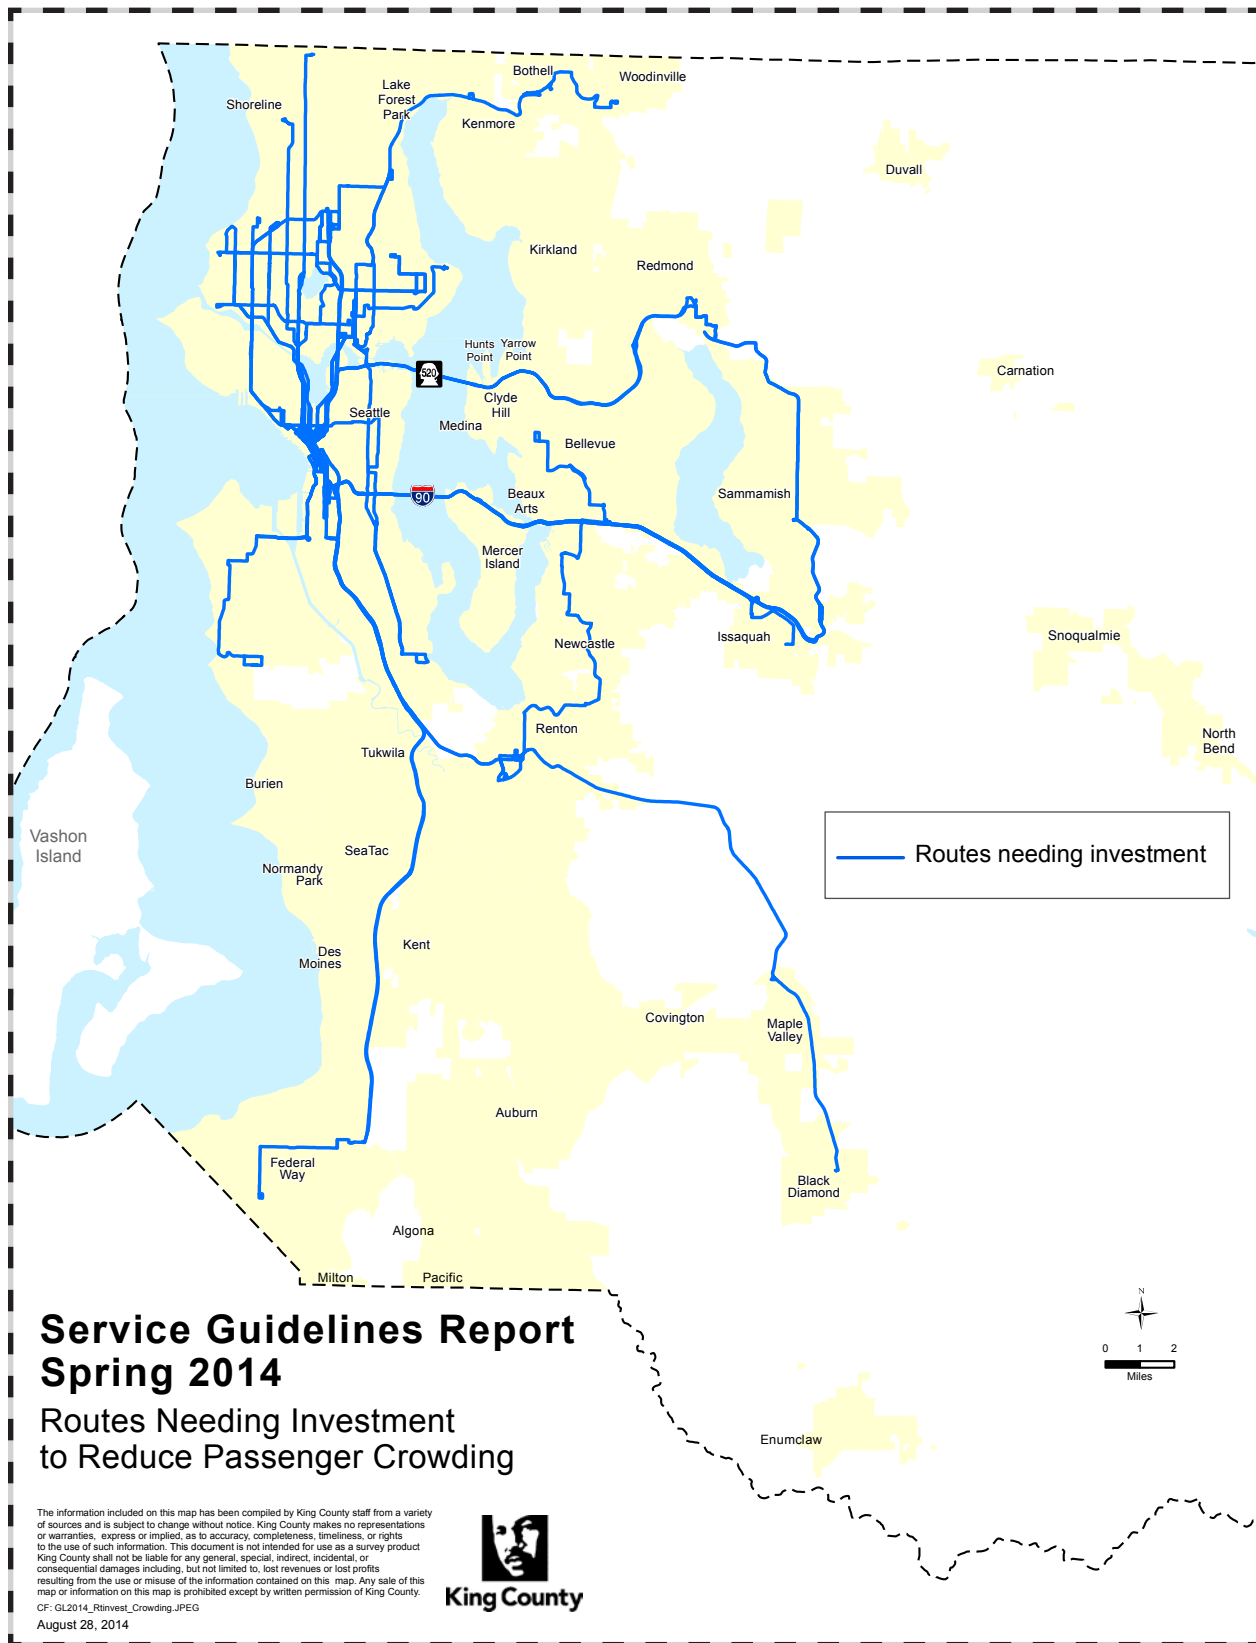 Bothell
Woodinville
Lake
Forest
Park
Shoreline
Kenmore
Duvall
Kirkland
Redmond
Hunts
Point
Yarrow
Point
520
Carnation
Clyde
Hill
Seattle
Medina
Bellevue
90
Beaux
Arts
Sammamish
Mercer
Island
Newcastle
Issaquah
Snoqualmie
Renton
North
Bend
Tukwila
Burien
Vashon
Island
SeaTac
Normandy
Park
Routes needing investment
Des
Moines
Kent
Covington
Maple
Valley
Auburn
Federal
Way
Black
Diamond
Algona
Milton
Pacific
N
0 1 2
Miles
Enumclaw
Service Guidelines Report
Spring 2014
Routes Needing Investment
to Reduce Passenger Crowding
The information included on this map has been compiled by King County staff from a variety
of sources and is subject to change without notice. King County makes no representations
or warranties, express or implied, as to accuracy, completeness, timeliness, or rights
to the use of such information. This document is not intended for use as a survey product
King County shall not be liable for any general, special, indirect, incidental, or
consequential damages including, but not limited to, lost revenues or lost profits
resulting from the use or misuse of the information contained on this map. Any sale of this
map or information on this map is prohibited except by written permission of King County.
CF: GL2014_RtInvest_Crowding.JPEG
August 28, 2014
King County